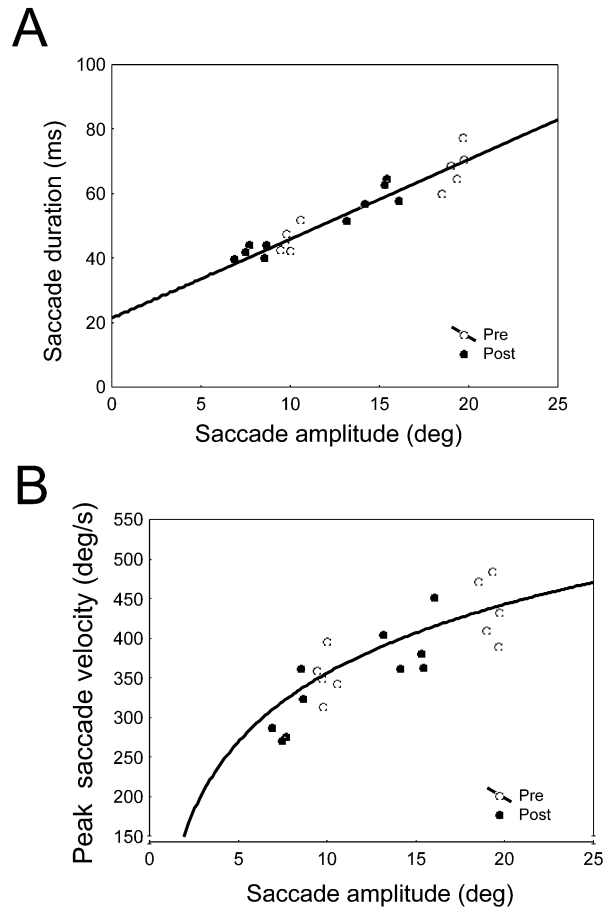 A
Saccade duration (ms)
100
80
60
40
20
0
0 5 10 15 20 25
Pre
Post
Saccade amplitude (deg)
B
Peak saccade velocity (deg/s)
550
500
450
400
350
300
250
200
150
0 5 10 15 20 25
Pre
Post
Saccade amplitude (deg)